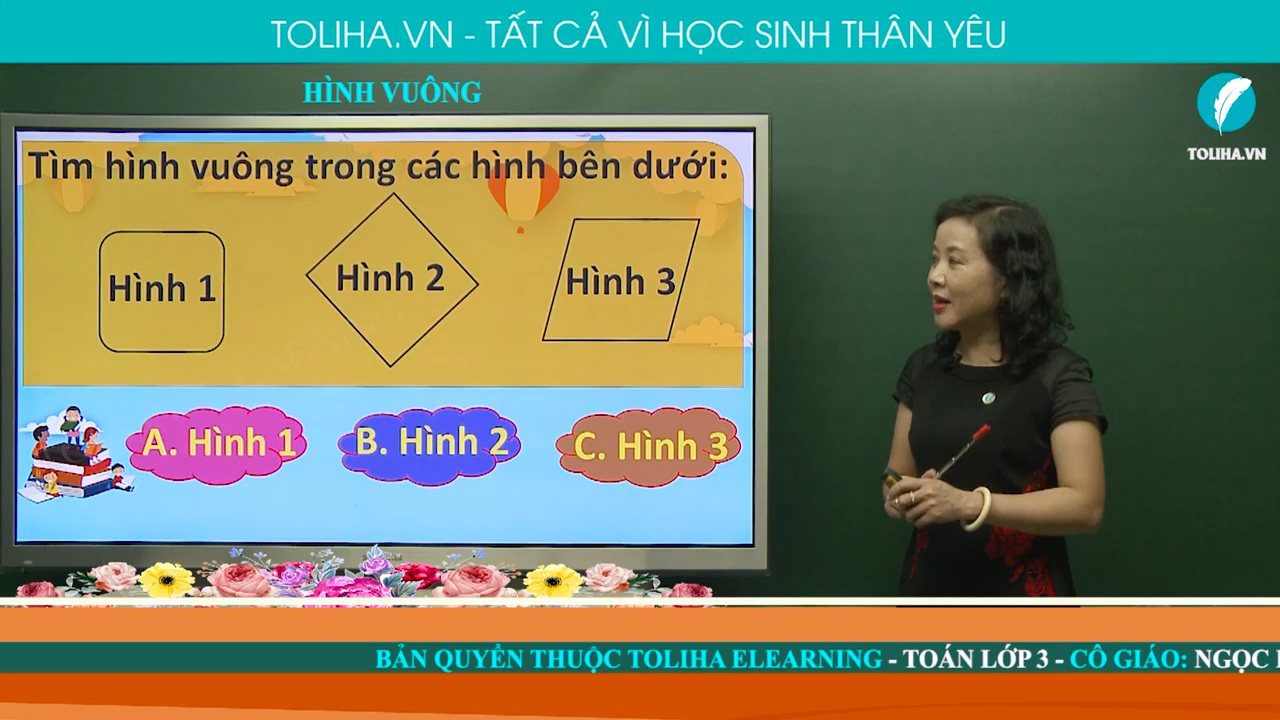 TOLIHA.VN - TẤT CẢ VÌ HỌC SINH THÂN YÊU
HÌNH VUÔNG
TOLIHA.VN
Tìm hình vuông trong các hình bên dưới:
Hình 1
Hình 2
Hình 3
A. Hình 1
B. Hình 2
C. Hình 3
BẢN QUYỀN THUỘC TOLIHA ELEARNING - TOÁN LỚP 3 - CÔ GIÁO: NGỌC